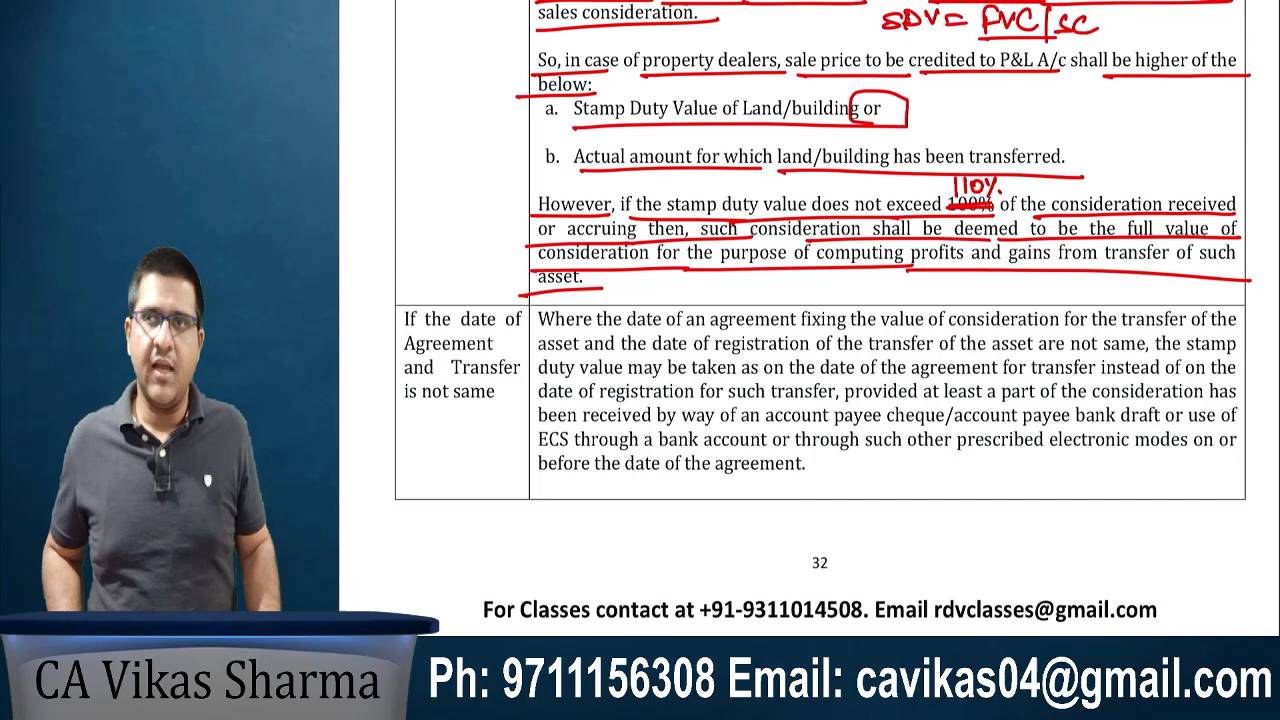 sales consideration.
SDV = FVC/SC
So, in case of property dealers, sale price to be credited to P&L A/c shall be higher of the
below:
a. Stamp Duty Value of Land/building or
b. Actual amount for which land/building has been transferred.
110%
However, if the stamp duty value does not exceed 100% of the consideration received
or accruing then, such consideration shall be deemed to be the full value of
consideration for the purpose of computing profits and gains from transfer of such
asset.
If the date of
Agreement
and Transfer
is not same
Where the date of an agreement fixing the value of consideration for the transfer of the
asset and the date of registration of the transfer of the asset are not same, the stamp
duty value may be taken as on the date of the agreement for transfer instead of on the
date of registration for such transfer, provided at least a part of the consideration has
been received by way of an account payee cheque/account payee bank draft or use of
ECS through a bank account or through such other prescribed electronic modes on or
before the date of the agreement.
32
For Classes contact at +91-9311014508. Email rdvclasses@gmail.com
CA Vikas Sharma
Ph: 9711156308 Email: cavikas04@gmail.com